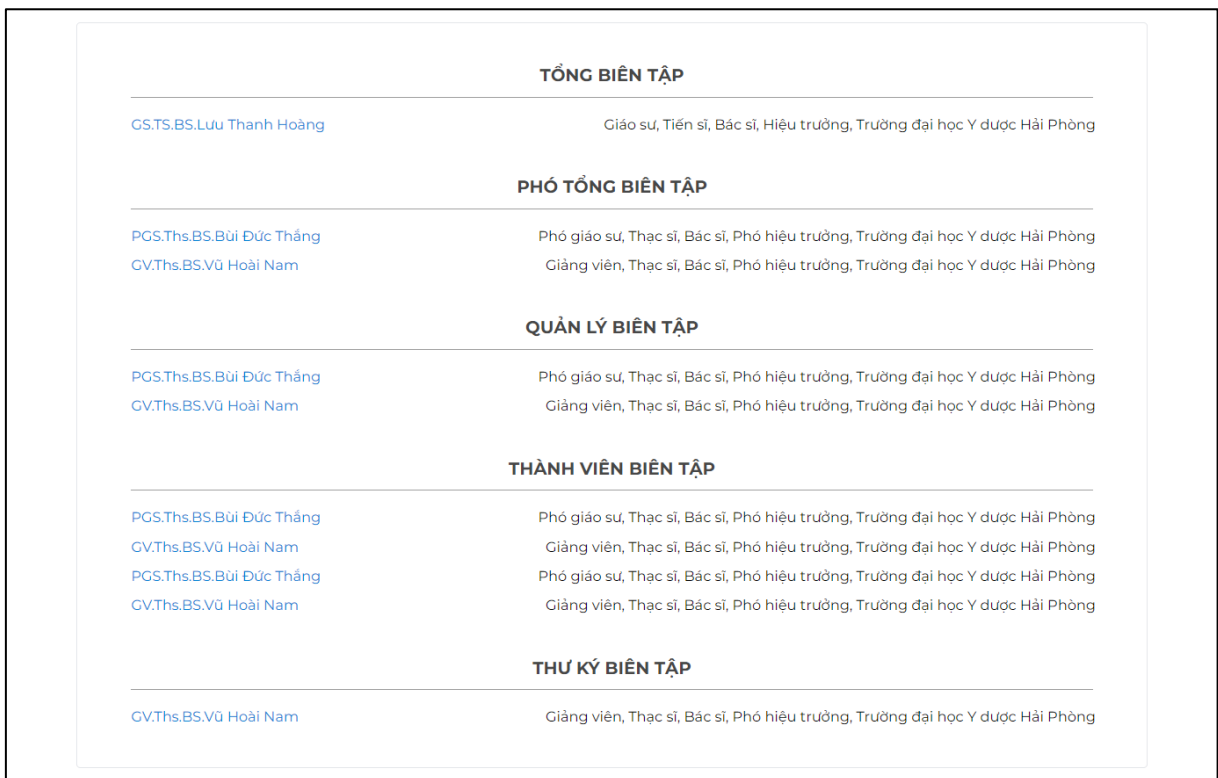 TỔNG BIÊN TẬP
GS.TS.BS.Lưu Thanh Hoàng Giáo sư, Tiến sĩ, Bác sĩ, Hiệu trưởng, Trường đại học Y dược Hải Phòng
PHÓ TỔNG BIÊN TẬP
PGS.Ths.BS.Bùi Đức Thắng Phó giáo sư, Thạc sĩ, Bác sĩ, Phó hiệu trưởng, Trường đại học Y dược Hải Phòng
GV.Ths.BS.Vũ Hoài Nam Giảng viên, Thạc sĩ, Bác sĩ, Phó hiệu trưởng, Trường đại học Y dược Hải Phòng
QUẢN LÝ BIÊN TẬP
PGS.Ths.BS.Bùi Đức Thắng Phó giáo sư, Thạc sĩ, Bác sĩ, Phó hiệu trưởng, Trường đại học Y dược Hải Phòng
GV.Ths.BS.Vũ Hoài Nam Giảng viên, Thạc sĩ, Bác sĩ, Phó hiệu trưởng, Trường đại học Y dược Hải Phòng
THÀNH VIÊN BIÊN TẬP
PGS.Ths.BS.Bùi Đức Thắng Phó giáo sư, Thạc sĩ, Bác sĩ, Phó hiệu trưởng, Trường đại học Y dược Hải Phòng
GV.Ths.BS.Vũ Hoài Nam Giảng viên, Thạc sĩ, Bác sĩ, Phó hiệu trưởng, Trường đại học Y dược Hải Phòng
PGS.Ths.BS.Bùi Đức Thắng Phó giáo sư, Thạc sĩ, Bác sĩ, Phó hiệu trưởng, Trường đại học Y dược Hải Phòng
GV.Ths.BS.Vũ Hoài Nam Giảng viên, Thạc sĩ, Bác sĩ, Phó hiệu trưởng, Trường đại học Y dược Hải Phòng
THƯ KÝ BIÊN TẬP
GV.Ths.BS.Vũ Hoài Nam Giảng viên, Thạc sĩ, Bác sĩ, Phó hiệu trưởng, Trường đại học Y dược Hải Phòng